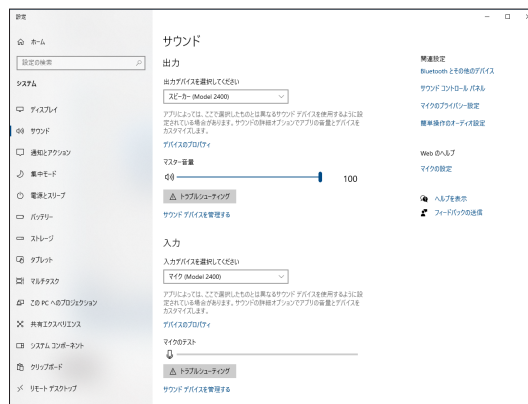 設定
ホーム
設定の検索
システム
ディスプレイ
サウンド
通知とアクション
集中モード
電源とスリープ
バッテリー
ストレージ
タブレット
マルチタスク
この PC へのプロジェクション
共有エクスペリエンス
システム コンポーネント
クリップボード
リモート デスクトップ
サウンド
出力
出力デバイスを選択してください
スピーカー (Model 2400)
アプリによっては、ここで選択したものとは異なるサウンド デバイスを使用するように設
定されている場合があります。サウンドの詳細オプションでアプリの音量とデバイスを
カスタマイズします。
デバイスのプロパティ
マスター音量
100
トラブルシューティング
サウンド デバイスを管理する
入力
入力デバイスを選択してください
マイク (Model 2400)
アプリによっては、ここで選択したものとは異なるサウンド デバイスを使用するように設
定されている場合があります。サウンドの詳細オプションでアプリの音量とデバイスを
カスタマイズします。
デバイスのプロパティ
マイクのテスト
トラブルシューティング
サウンド デバイスを管理する
関連設定
Bluetooth とその他のデバイス
サウンド コントロール パネル
マイクのプライバシー設定
簡単操作のオーディオ設定
Web のヘルプ
マイクの設定
ヘルプを表示
フィードバックの送信